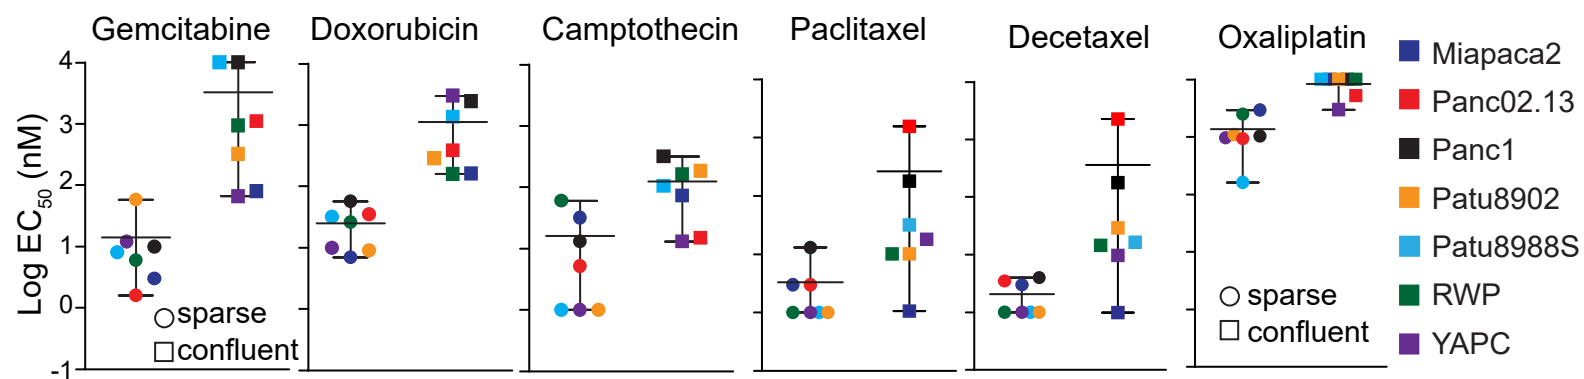 Gemcitabine
Doxorubicin
Camptothecin
Paclitaxel
Decetaxel
Oxaliplatin
Log EC50 (nM)
4
3
2
1
0
-1
sparse
confluent
sparse
confluent
Miapaca2
Panc02.13
Panc1
Patu8902
Patu8988S
RWP
YAPC